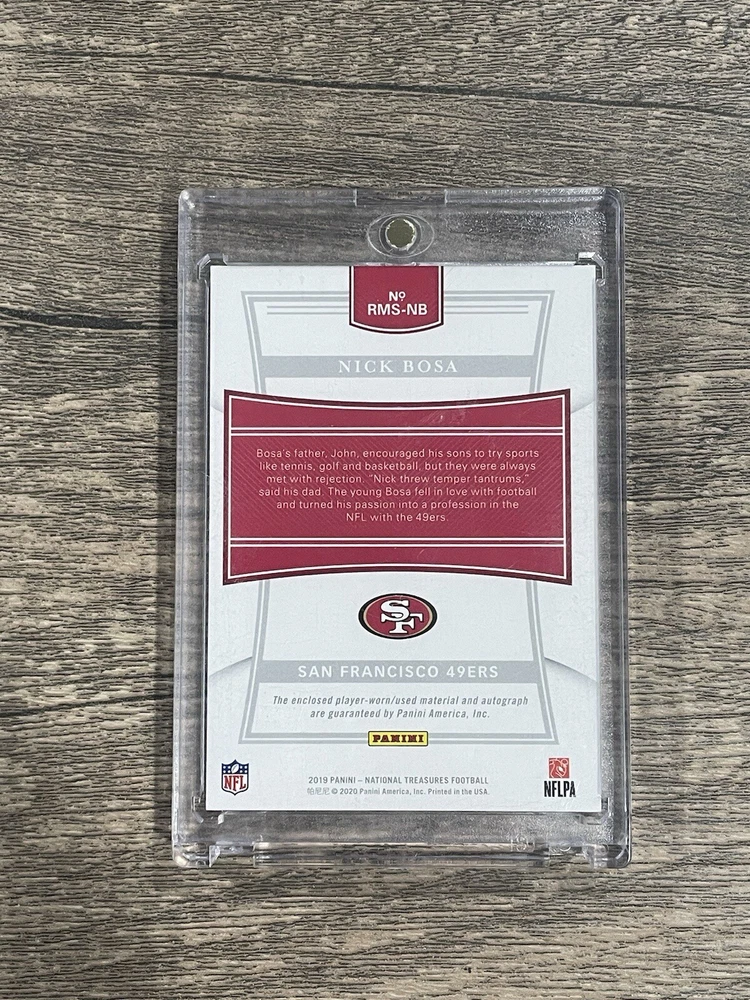 Nº
RMS-NB
NICK BOSA
Bosa's father, John, encouraged his sons to try sports
like tennis, golf and basketball, but they were always
met with rejection. "Nick threw temper tantrums,"
said his dad. The young Bosa fell in love with football
and turned his passion into a profession in the
NFL with the 49ers.
SF
SAN FRANCISCO 49ERS
The enclosed player-worn/used material and autograph
are guaranteed by Panini America, Inc.
PANINI
NFL
2019 PANINI – NATIONAL TREASURES FOOTBALL
帕尼尼 © 2020 Panini America, Inc. Printed in the USA.
NFLPA